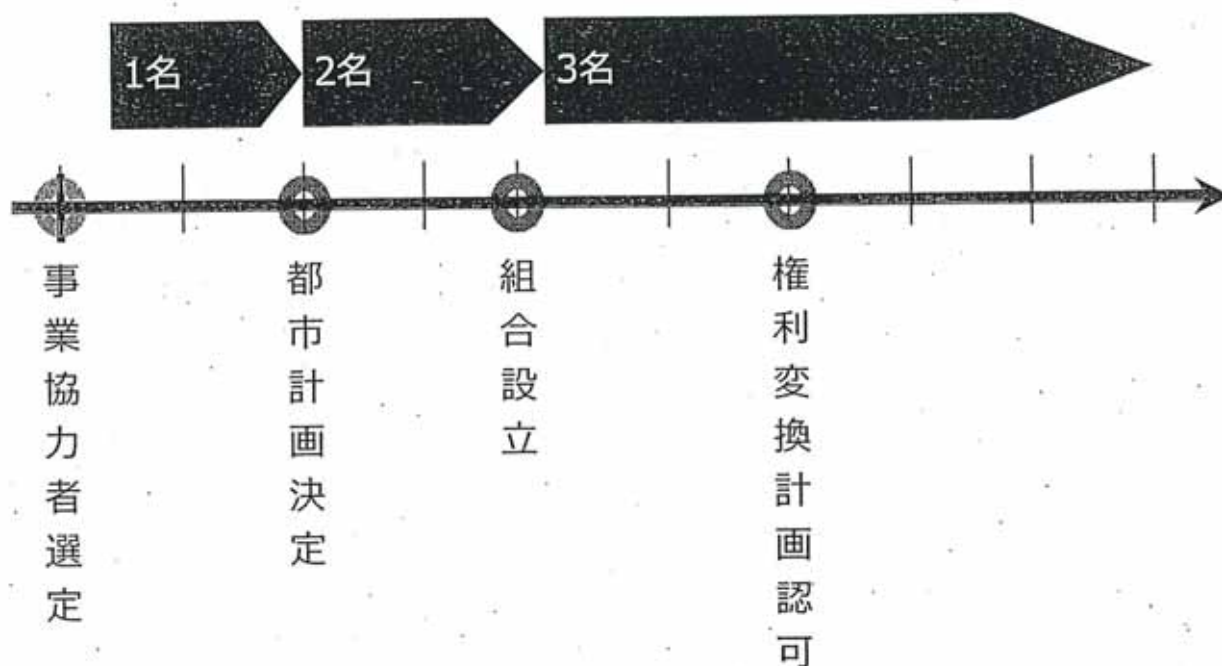 1名
2名
3名
事業協力者選定
都市計画決定
組合設立
権利変換計画認可